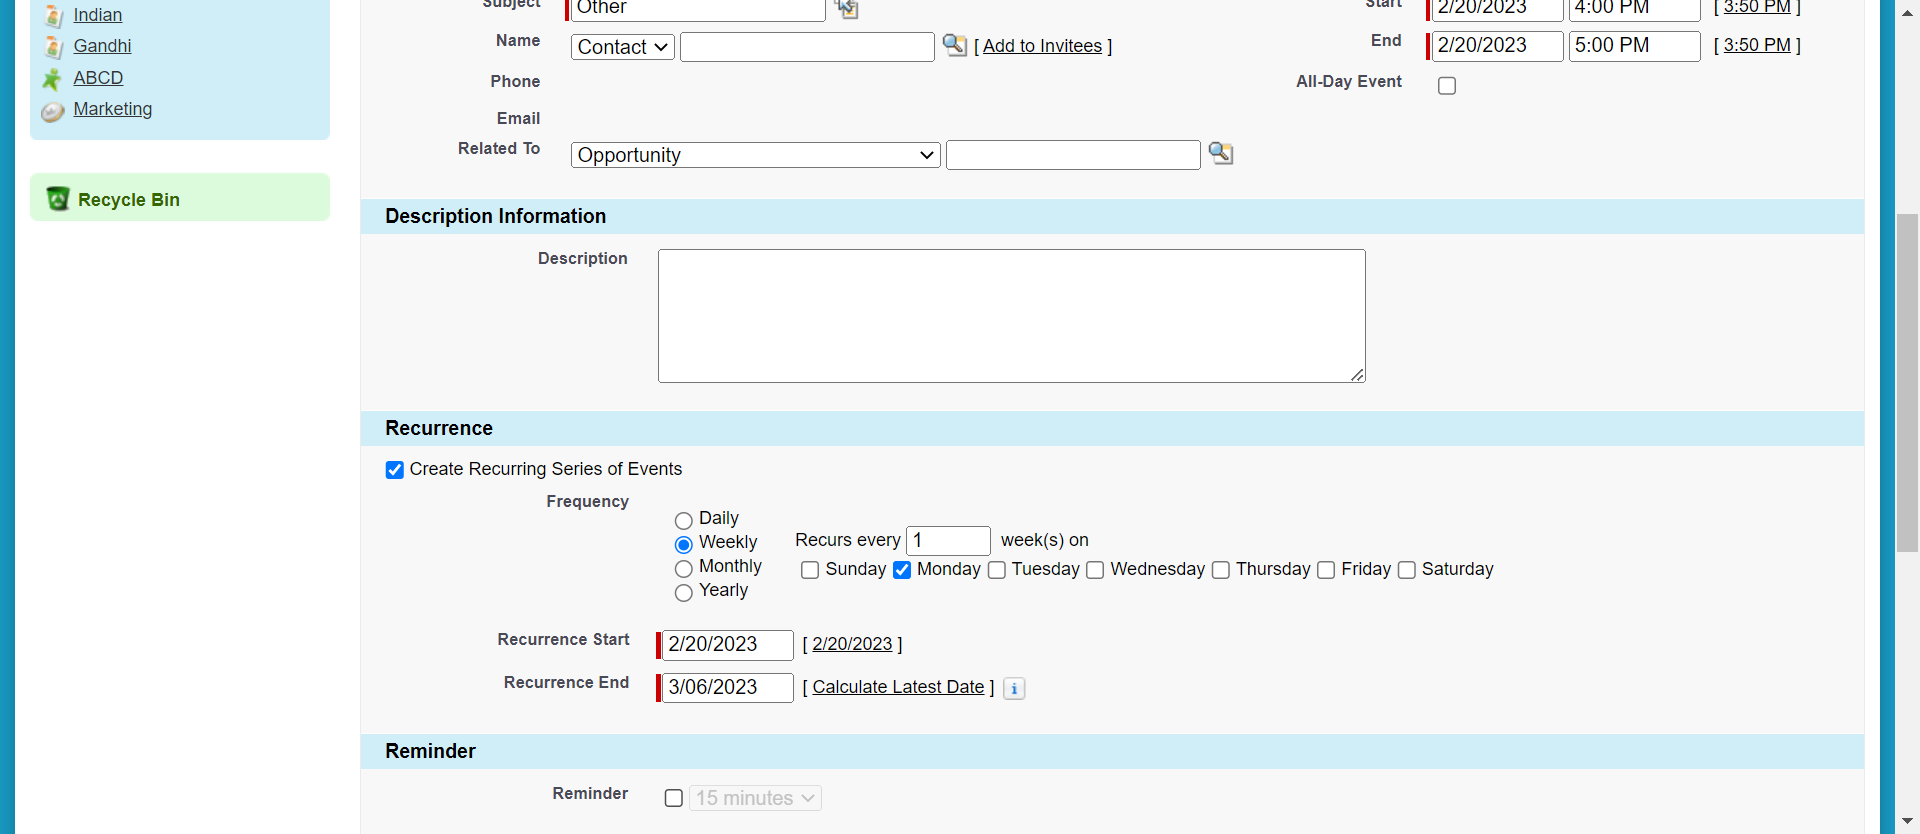 Indian
Gandhi
ABCD
Marketing
Recycle Bin
Subject Other Start 2/20/2023 4:00 PM [ 3:50 PM ]
Name Contact [ Add to Invitees ] End 2/20/2023 5:00 PM [ 3:50 PM ]
Phone All-Day Event
Email
Related To Opportunity
Description Information
Description
Recurrence
Create Recurring Series of Events
Frequency
Daily
Weekly Recurs every 1 week(s) on
Monthly Sunday Monday Tuesday Wednesday Thursday Friday Saturday
Yearly
Recurrence Start 2/20/2023 [ 2/20/2023 ]
Recurrence End 3/06/2023 [ Calculate Latest Date ] i
Reminder
Reminder 15 minutes